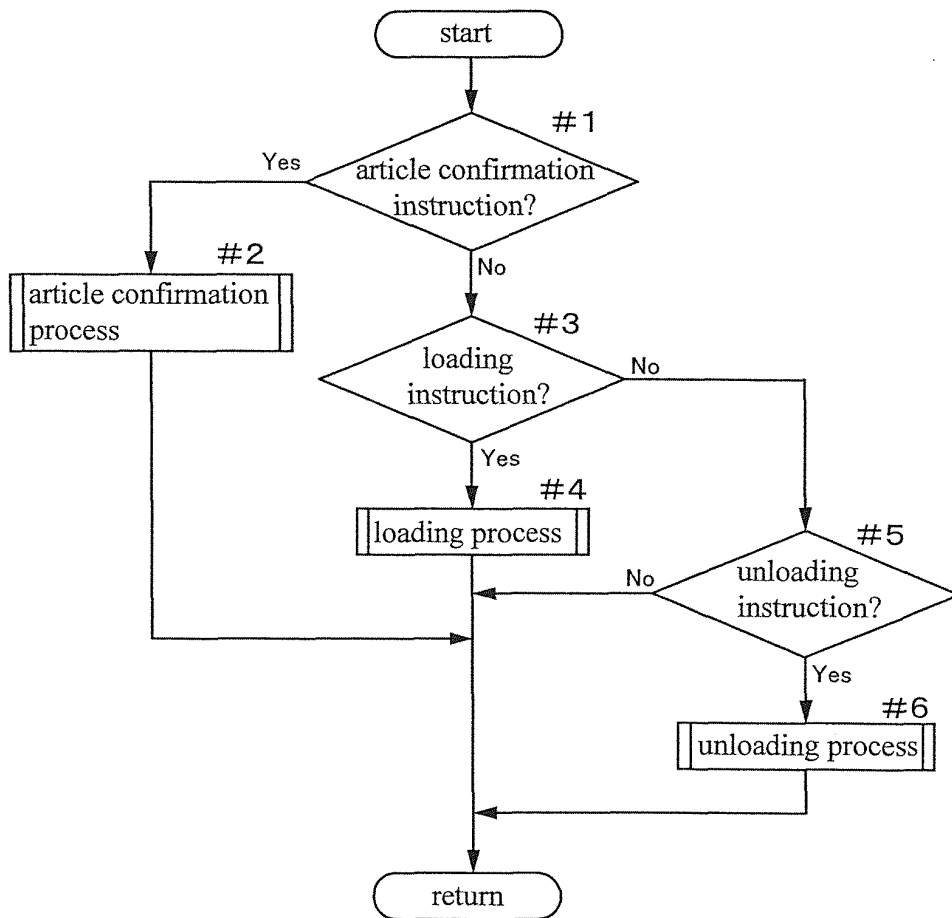 start
#1
Yes
article confirmation
instruction?
#2
No
article confirmation
process
#3
loading
instruction?
No
Yes
#4
loading process
#5
No
unloading
instruction?
Yes
#6
unloading process
return